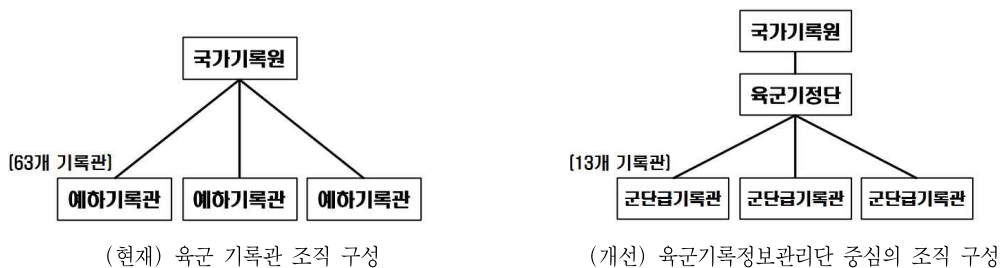 국가기록원
(63개 기록관)
예하기록관 예하기록관 예하기록관
(현재) 육군 기록관 조직 구성
국가기록원
육군기정단
(13개 기록관)
군단급기록관 군단급기록관 군단급기록관
(개선) 육군기록정보관리단 중심의 조직 구성